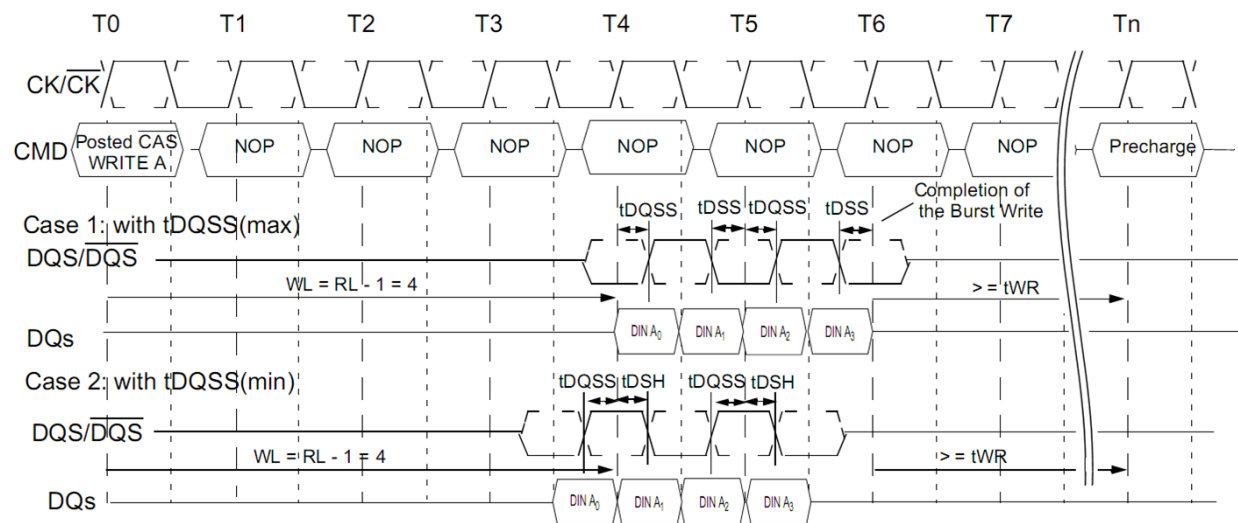 T0 T1 T2 T3 T4 T5 T6 T7 Tn
CK/CK
CMD Posted CAS WRITE A NOP NOP NOP NOP NOP NOP NOP Precharge
Completion of
the Burst Write
Case 1: with tDQSS(max)
tDQSS tDSS tDQSS tDSS
DQS/DQS
WL = RL - 1 = 4 > = tWR
DQs DIN A0 DIN A1 DIN A2 DIN A3
Case 2: with tDQSS(min)
tDQSS tDSH tDQSS tDSH
DQS/DQS
WL = RL - 1 = 4 > = tWR
DQs DIN A0 DIN A1 DIN A2 DIN A3